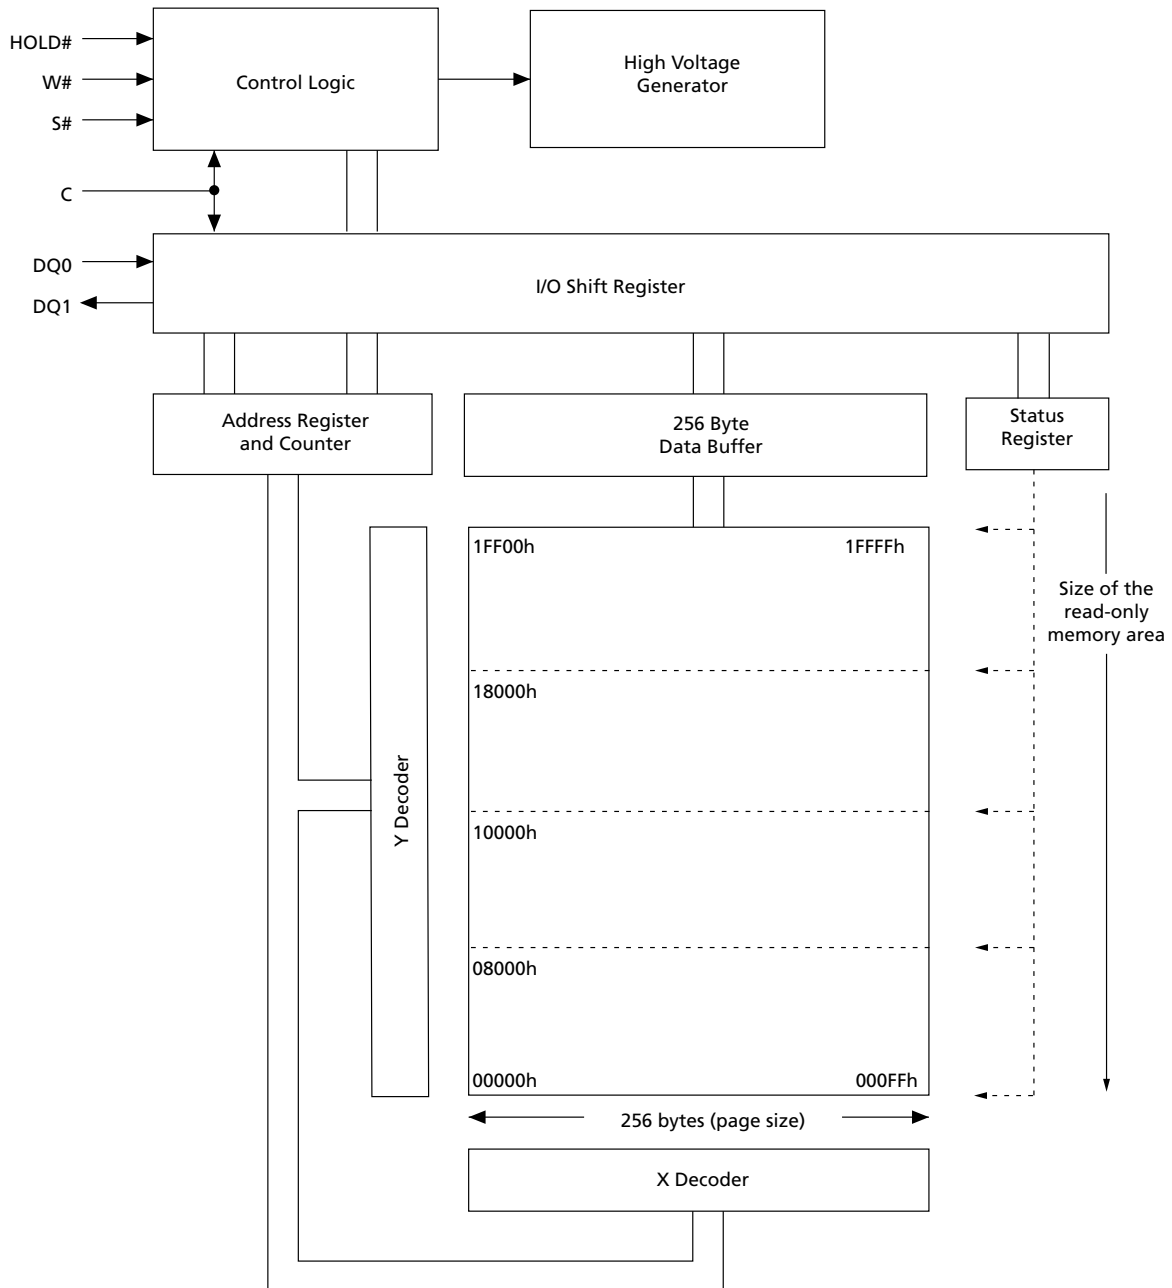 HOLD#
W#
S#
Control Logic
High Voltage
Generator
C
DQ0
DQ1
I/O Shift Register
Address Register
and Counter
256 Byte
Data Buffer
Status
Register
1FF00h
1FFFFh
Size of the
read-only
memory area
18000h
Y Decoder
10000h
08000h
00000h
000FFh
256 bytes (page size)
X Decoder